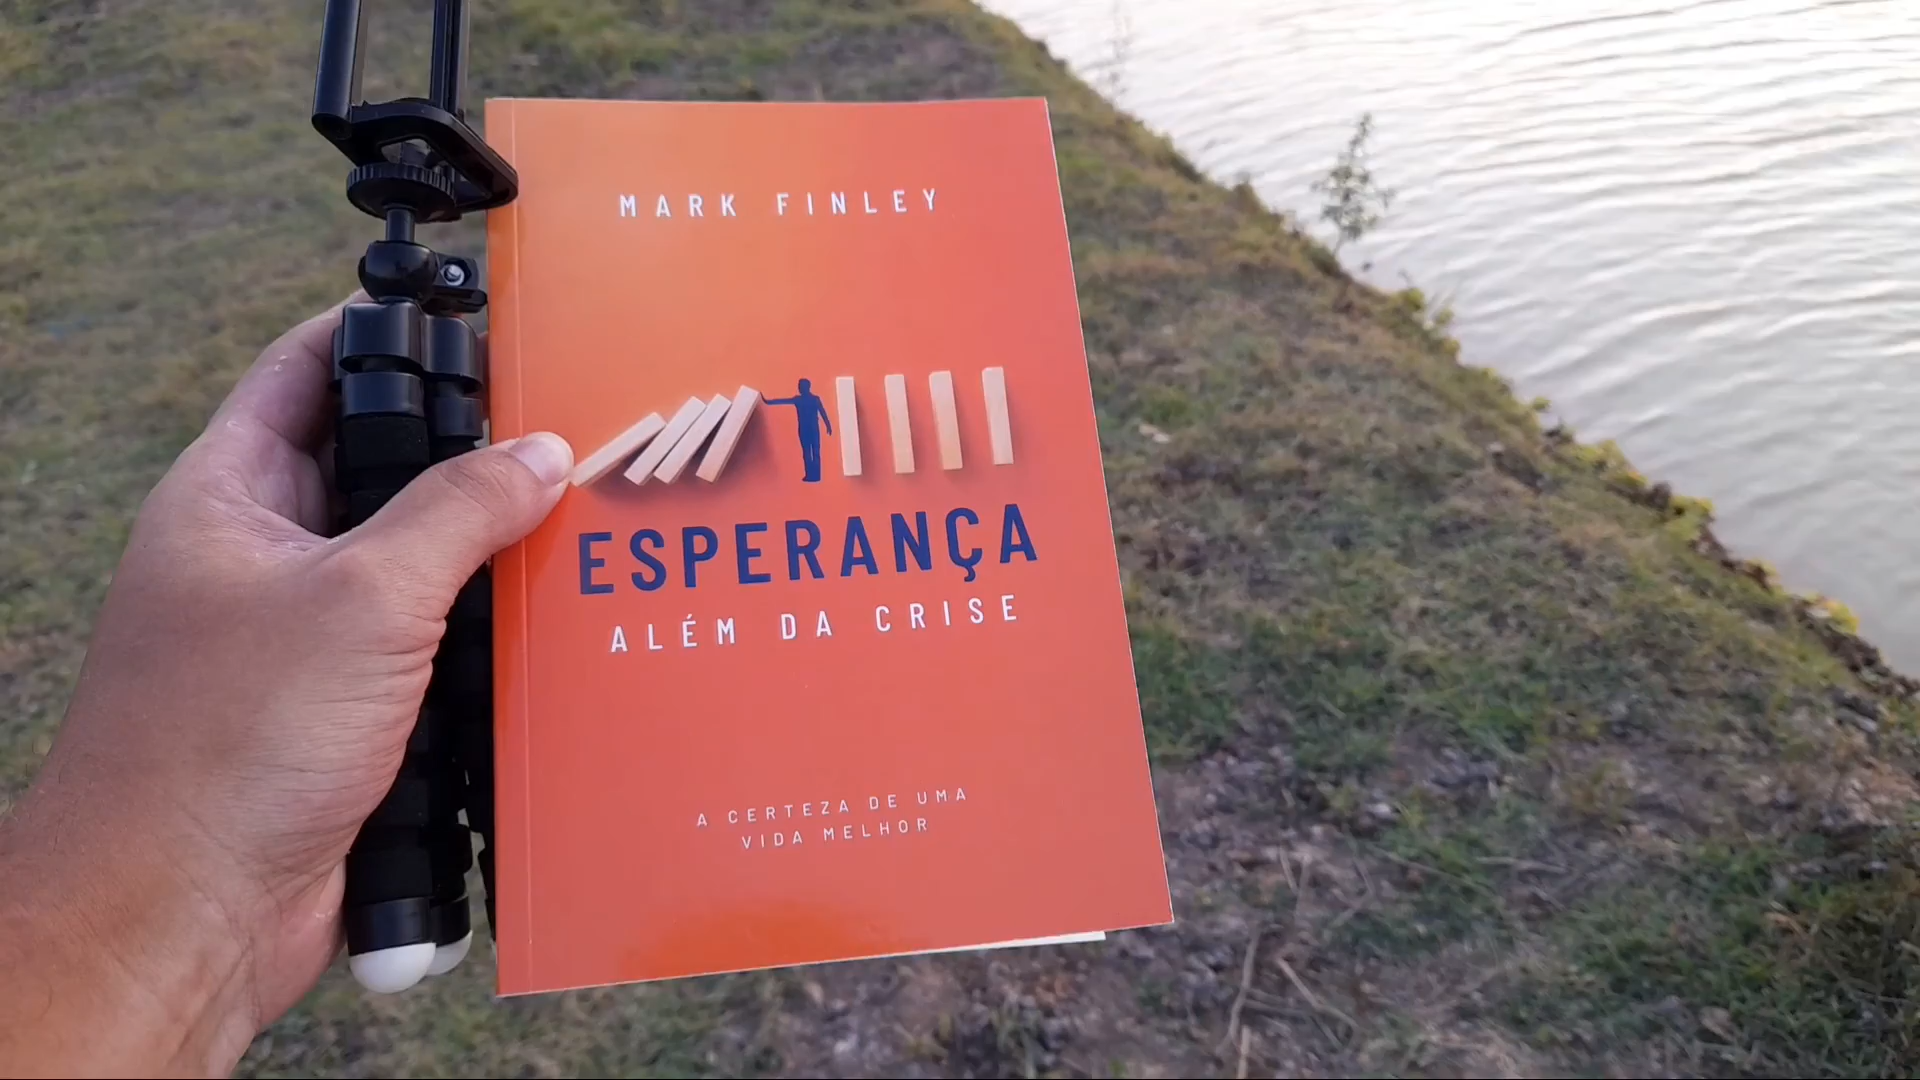 MARK FINLEY
ESPERANÇA
ALÉM DA CRISE
A CERTEZA DE UMA
VIDA MELHOR